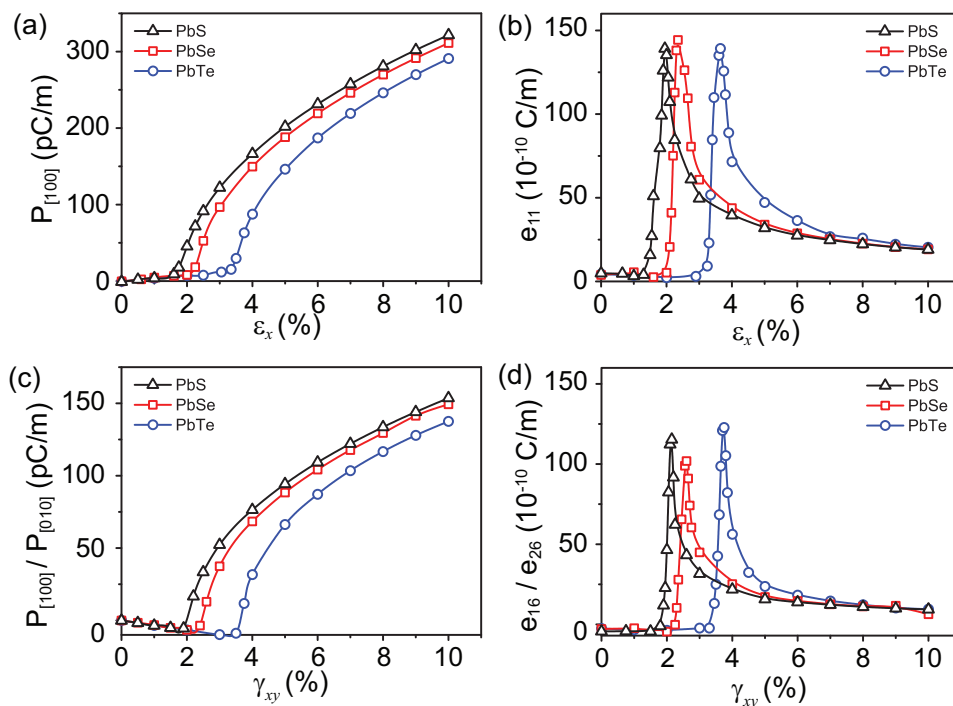 (a)
PbS
PbSe
PbTe
300
200
100
0
P[100] (pC/m)
0 2 4 6 8 10
εx (%)
(b)
PbS
PbSe
PbTe
150
100
50
0
e11 (10-10 C/m)
0 2 4 6 8 10
εx (%)
(c)
PbS
PbSe
PbTe
150
100
50
0
P[100] / P[010] (pC/m)
0 2 4 6 8 10
γxy (%)
(d)
PbS
PbSe
PbTe
150
100
50
0
e16 / e26 (10-10 C/m)
0 2 4 6 8 10
γxy (%)